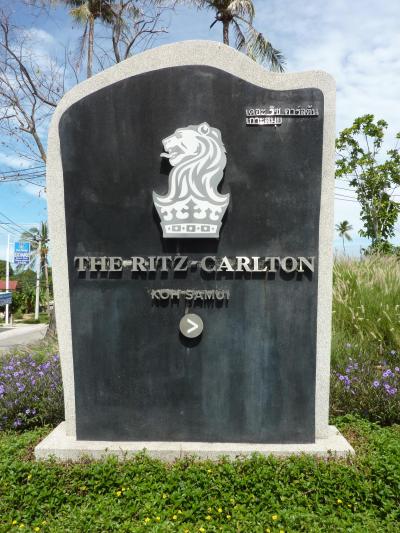 เดอะ ริซ คาร์ลตัน
เกาะสมุย
THE RITZ-CARLTON
KOH SAMUI
>